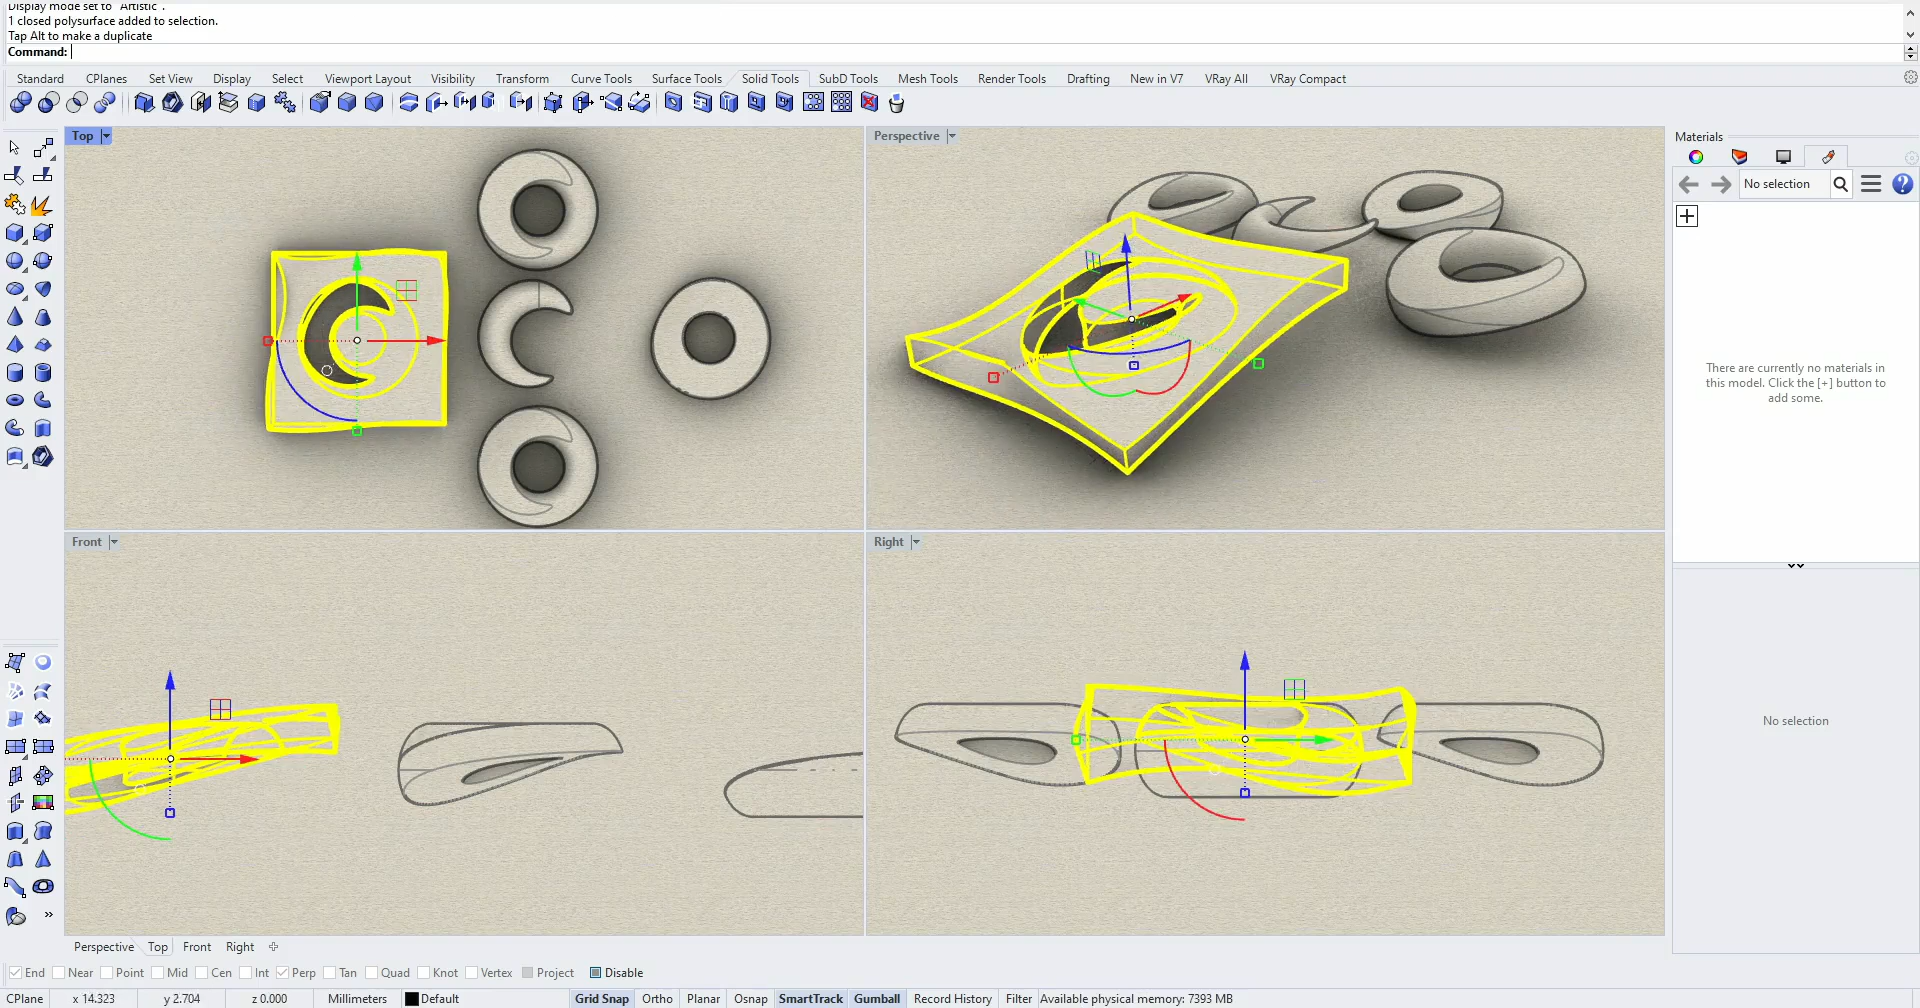 Display mode set to "Artistic".
1 closed polysurface added to selection.
Tap Alt to make a duplicate
Command:
Standard CPlanes Set View Display Select Viewport Layout Visibility Transform Curve Tools Surface Tools Solid Tools SubD Tools Mesh Tools Render Tools Drafting New in V7 VRay All VRay Compact
Top
Perspective
Materials
No selection
There are currently no materials in
this model. Click the [+] button to
add some.
Front
Right
No selection
Perspective Top Front Right
End Near Point Mid Cen Int Perp Tan Quad Knot Vertex Project Disable
CPlane x 14.323 y 2.704 z 0.000 Millimeters Default Grid Snap Ortho Planar Osnap SmartTrack Gumball Record History Filter Available physical memory: 7393 MB